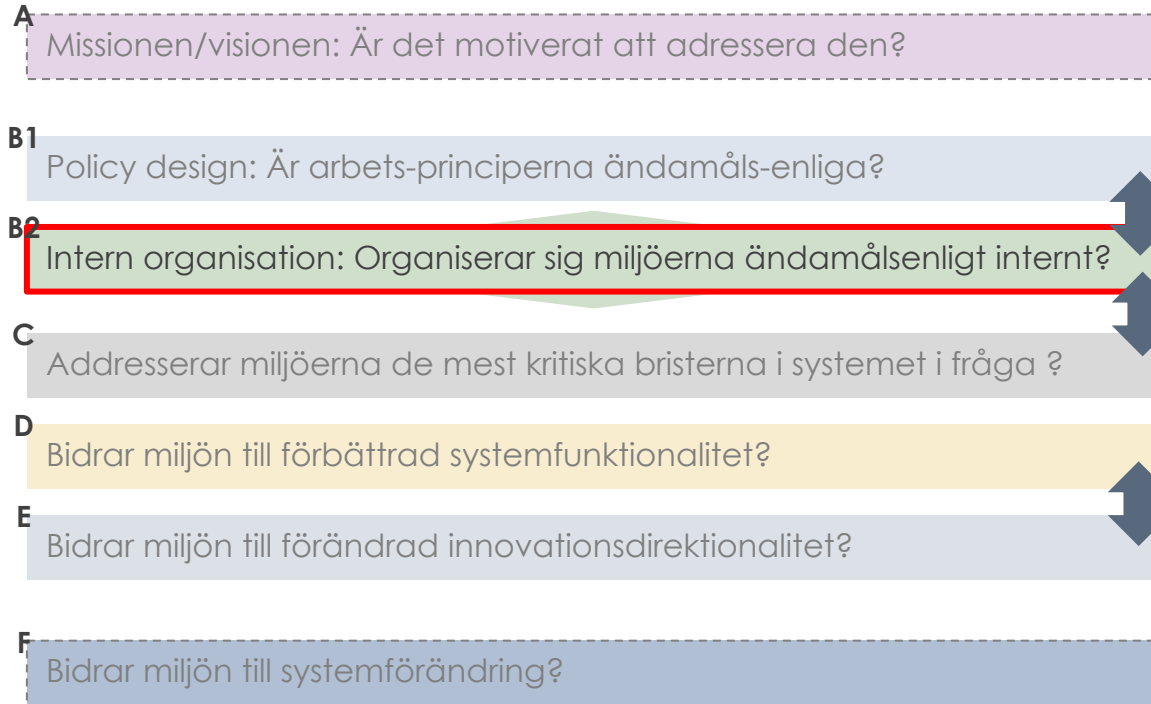 A
Missionen/visionen: Är det motiverat att adressera den?
B1
Policy design: Är arbets-principerna ändamåls-enliga?
B2
Intern organisation: Organiserar sig miljöerna ändamålsenligt internt?
C
Addresserar miljöerna de mest kritiska bristerna i systemet i fråga ?
D
Bidrar miljön till förbättrad systemfunktionalitet?
E
Bidrar miljön till förändrad innovationsdirektionalitet?
F
Bidrar miljön till systemförändring?